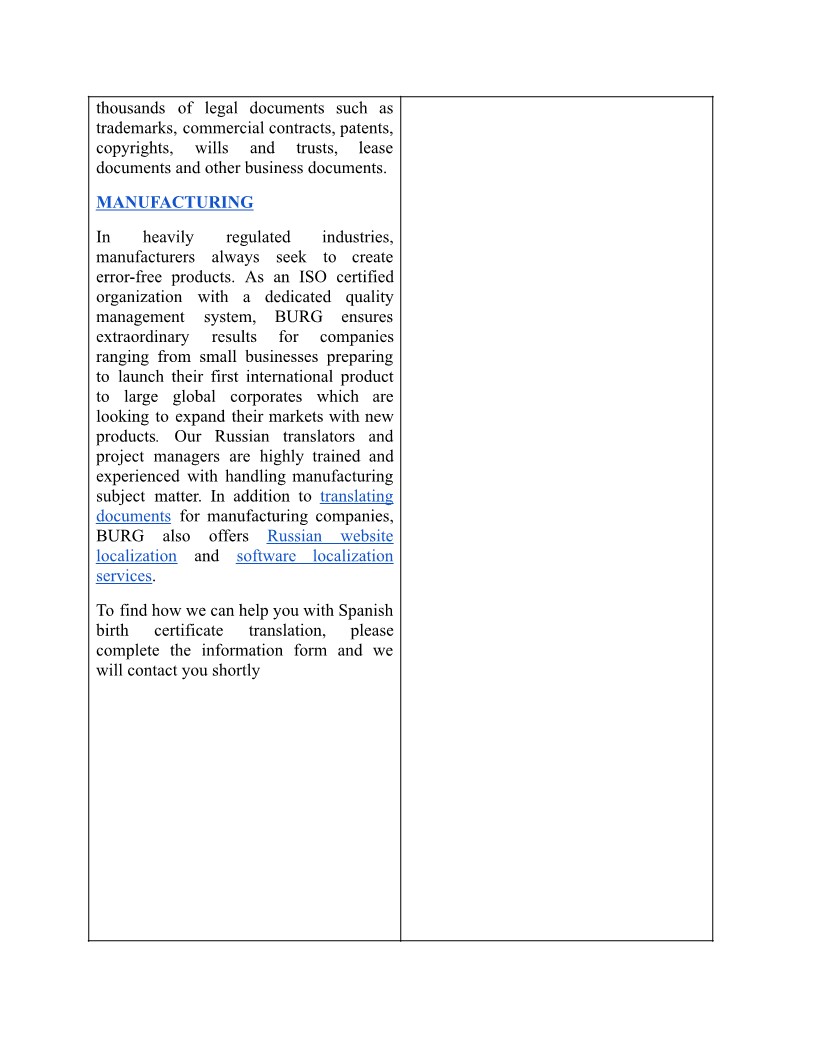 thousands of legal documents such as
trademarks, commercial contracts, patents,
copyrights, wills and trusts, lease
documents and other business documents.
MANUFACTURING
In heavily regulated industries,
manufacturers always seek to create
error-free products. As an ISO certified
organization with a dedicated quality
management system, BURG ensures
extraordinary results for companies
ranging from small businesses preparing
to launch their first international product
to large global corporates which are
looking to expand their markets with new
products. Our Russian translators and
project managers are highly trained and
experienced with handling manufacturing
subject matter. In addition to translating
documents for manufacturing companies,
BURG also offers Russian website
localization and software localization
services.
To find how we can help you with Spanish
birth certificate translation, please
complete the information form and we
will contact you shortly